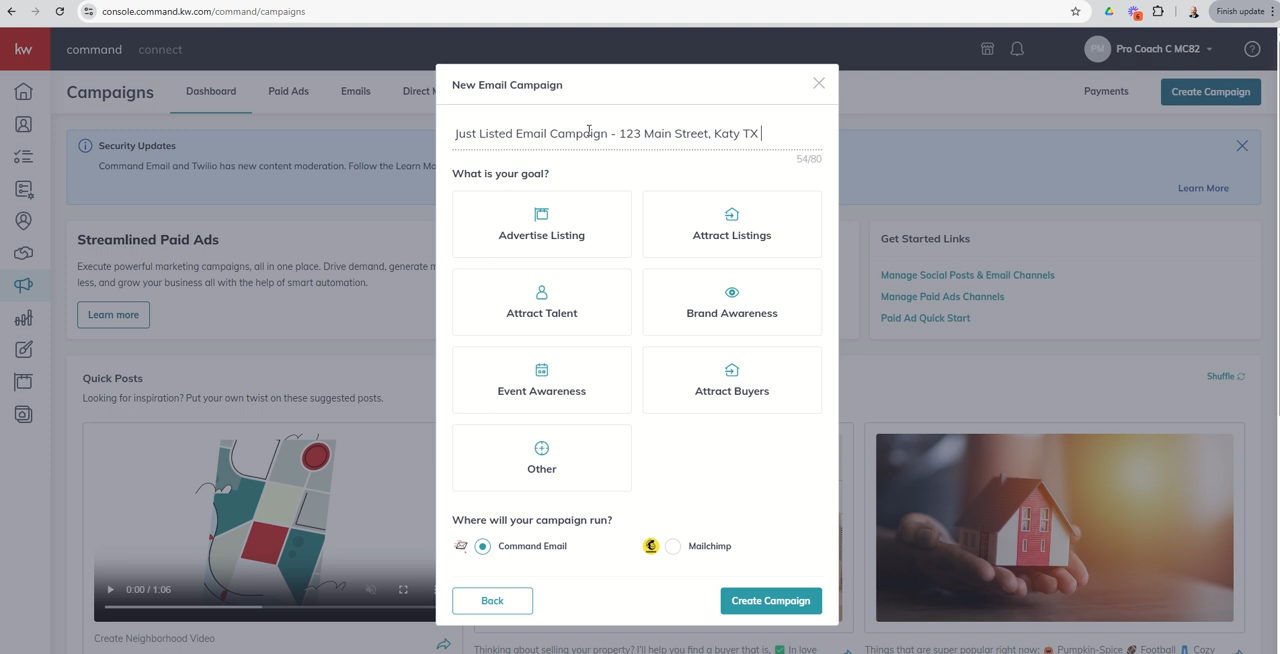 console.command.kw.com/command/campaigns
Finish update
kw
command
connect
PM
Pro Coach C MC82
Campaigns
Dashboard
Paid Ads
Emails
Direct M
Payments
Create Campaign
Security Updates
Command Email and Twilio has new content moderation. Follow the Learn Mo
Learn More
Streamlined Paid Ads
Execute powerful marketing campaigns, all in one place. Drive demand, generate m
less, and grow your business all with the help of smart automation.
Learn more
Get Started Links
Manage Social Posts & Email Channels
Manage Paid Ads Channels
Paid Ad Quick Start
Quick Posts
Looking for inspiration? Put your own twist on these suggested posts.
Shuffle
0:00 / 1:06
Create Neighborhood Video
Thinking about selling your property? I'll help you find a buyer that is. ✅ In love
Things that are super popular right now: 🎃 Pumpkin-Spice 🏈 Football 👖 Cozy
New Email Campaign
Just Listed Email Campaign - 123 Main Street, Katy TX
54/80
What is your goal?
Advertise Listing
Attract Listings
Attract Talent
Brand Awareness
Event Awareness
Attract Buyers
Other
Where will your campaign run?
Command Email
Mailchimp
Back
Create Campaign